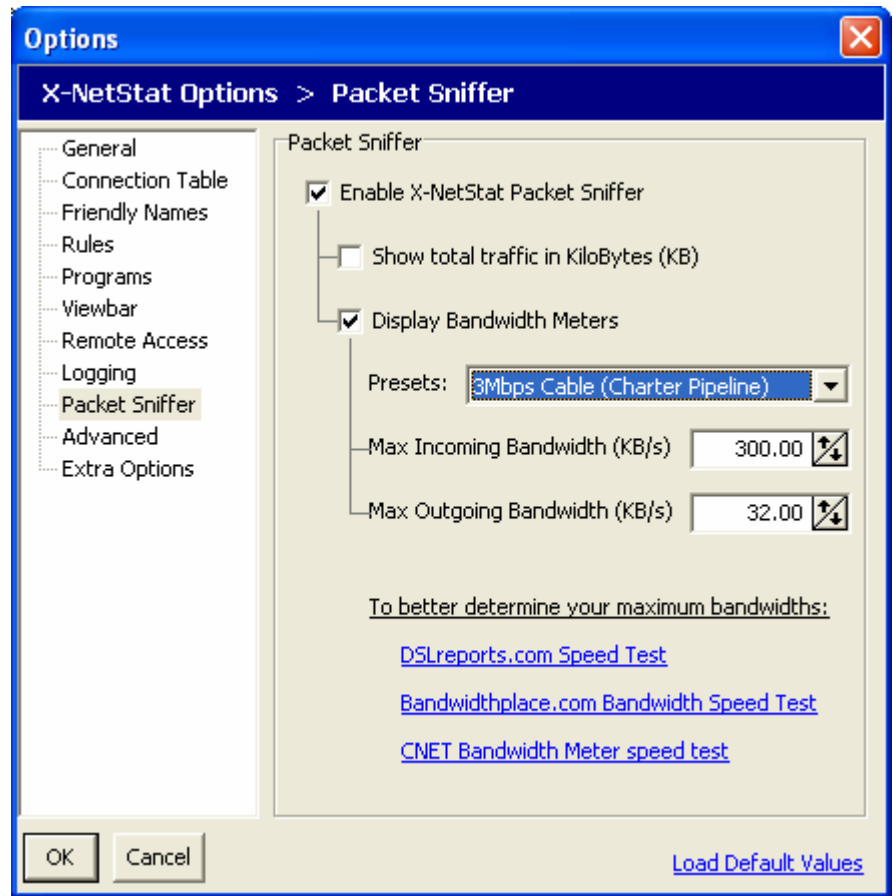 Options
X-NetStat Options > Packet Sniffer
General
Connection Table
Friendly Names
Rules
Programs
Viewbar
Remote Access
Logging
Packet Sniffer
Advanced
Extra Options
Packet Sniffer
Enable X-NetStat Packet Sniffer
Show total traffic in KiloBytes (KB)
Display Bandwidth Meters
Presets: 3Mbps Cable (Charter Pipeline)
Max Incoming Bandwidth (KB/s) 300.00
Max Outgoing Bandwidth (KB/s) 32.00
To better determine your maximum bandwidths:
DSLreports.com Speed Test
Bandwidthplace.com Bandwidth Speed Test
CNET Bandwidth Meter speed test
OK Cancel Load Default Values